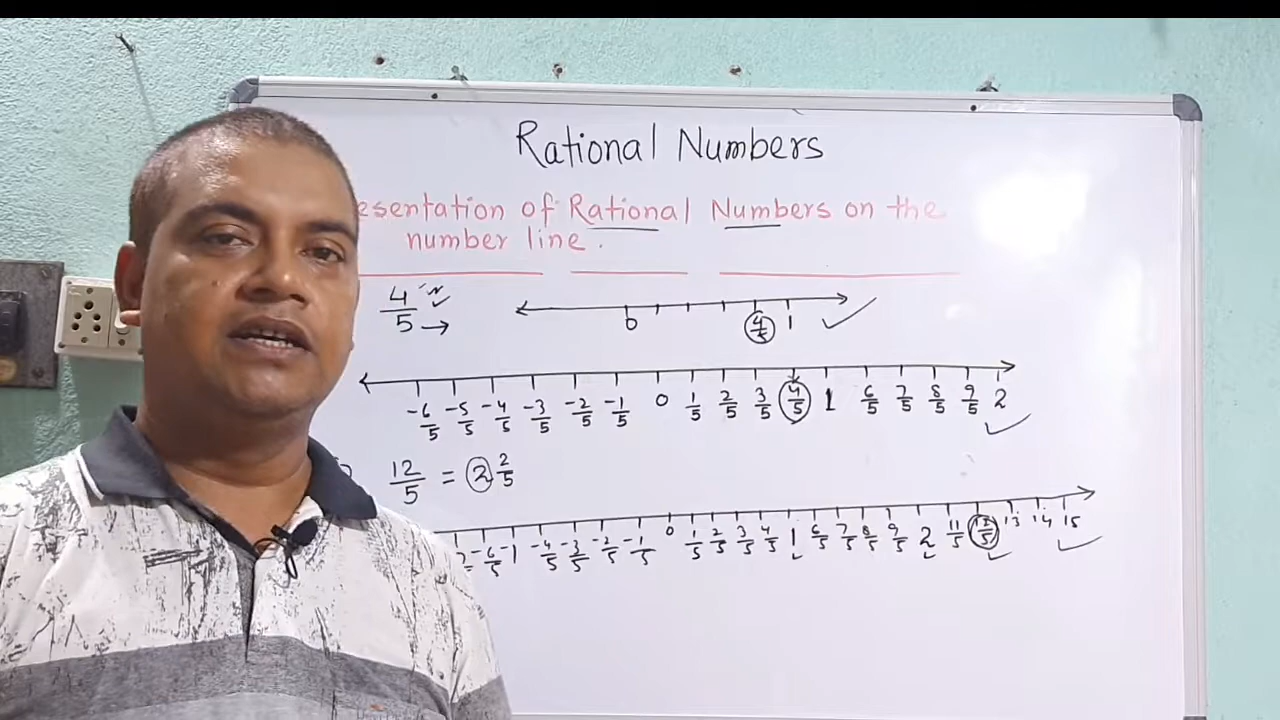 Rational Numbers
esentation of Rational Numbers on the
number line.
4/5
0 4/5 1
-6/5 -5/5 -4/5 -3/5 -2/5 -1/5 0 1/5 2/5 3/5 4/5 1 6/5 7/5 8/5 9/5 2
12/5 = 2 2/5
-6/5 -1 -4/5 -3/5 -2/5 -1/5 0 1/5 2/5 3/5 4/5 1 6/5 7/5 8/5 9/5 2 11/5 12/5 13 14 15